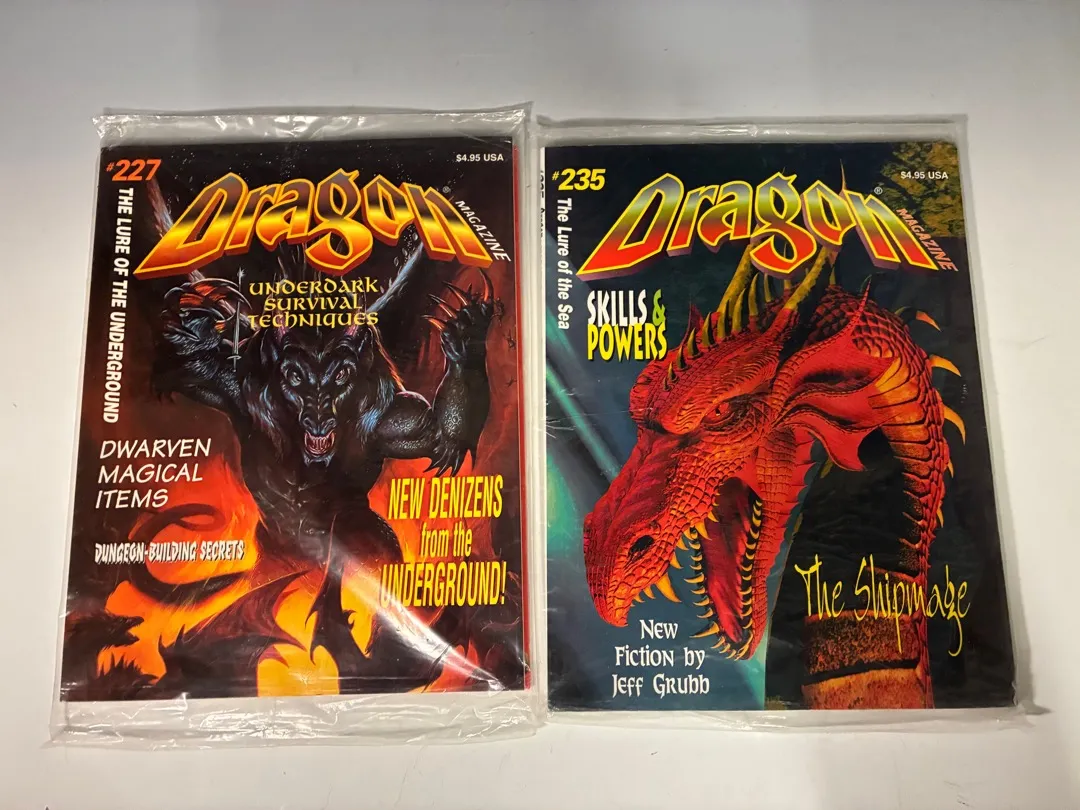 #227
$4.95 USA
Dragon®
MAGAZINE
THE LURE OF THE UNDERGROUND
UNDERDARK
SURVIVAL
TECHNIQUES
DWARVEN
MAGICAL
ITEMS
DUNGEON-BUILDING SECRETS
NEW DENIZENS
from the
UNDERGROUND!
#235
$4.95 USA
Dragon®
MAGAZINE
The Lure of the Sea
SKILLS &
POWERS
The Shipmage
New
Fiction by
Jeff Grubb